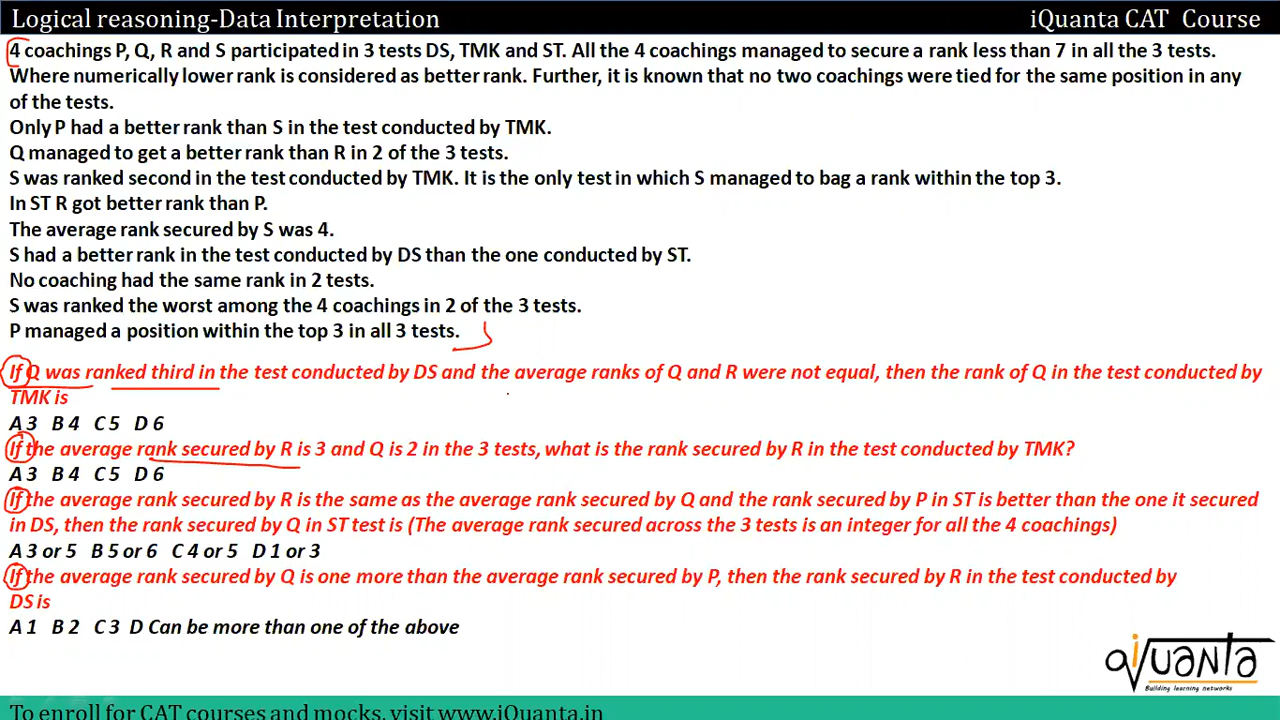 Logical reasoning-Data Interpretation
iQuanta CAT Course
4 coachings P, Q, R and S participated in 3 tests DS, TMK and ST. All the 4 coachings managed to secure a rank less than 7 in all the 3 tests.
Where numerically lower rank is considered as better rank. Further, it is known that no two coachings were tied for the same position in any
of the tests.
Only P had a better rank than S in the test conducted by TMK.
Q managed to get a better rank than R in 2 of the 3 tests.
S was ranked second in the test conducted by TMK. It is the only test in which S managed to bag a rank within the top 3.
In ST R got better rank than P.
The average rank secured by S was 4.
S had a better rank in the test conducted by DS than the one conducted by ST.
No coaching had the same rank in 2 tests.
S was ranked the worst among the 4 coachings in 2 of the 3 tests.
P managed a position within the top 3 in all 3 tests.
If Q was ranked third in the test conducted by DS and the average ranks of Q and R were not equal, then the rank of Q in the test conducted by
TMK is
A 3 B 4 C 5 D 6
If the average rank secured by R is 3 and Q is 2 in the 3 tests, what is the rank secured by R in the test conducted by TMK?
A 3 B 4 C 5 D 6
If the average rank secured by R is the same as the average rank secured by Q and the rank secured by P in ST is better than the one it secured
in DS, then the rank secured by Q in ST test is (The average rank secured across the 3 tests is an integer for all the 4 coachings)
A 3 or 5 B 5 or 6 C 4 or 5 D 1 or 3
If the average rank secured by Q is one more than the average rank secured by P, then the rank secured by R in the test conducted by
DS is
A 1 B 2 C 3 D Can be more than one of the above
iQuanta
Building learning networks
To enroll for CAT courses and mocks, visit www.iQuanta.in